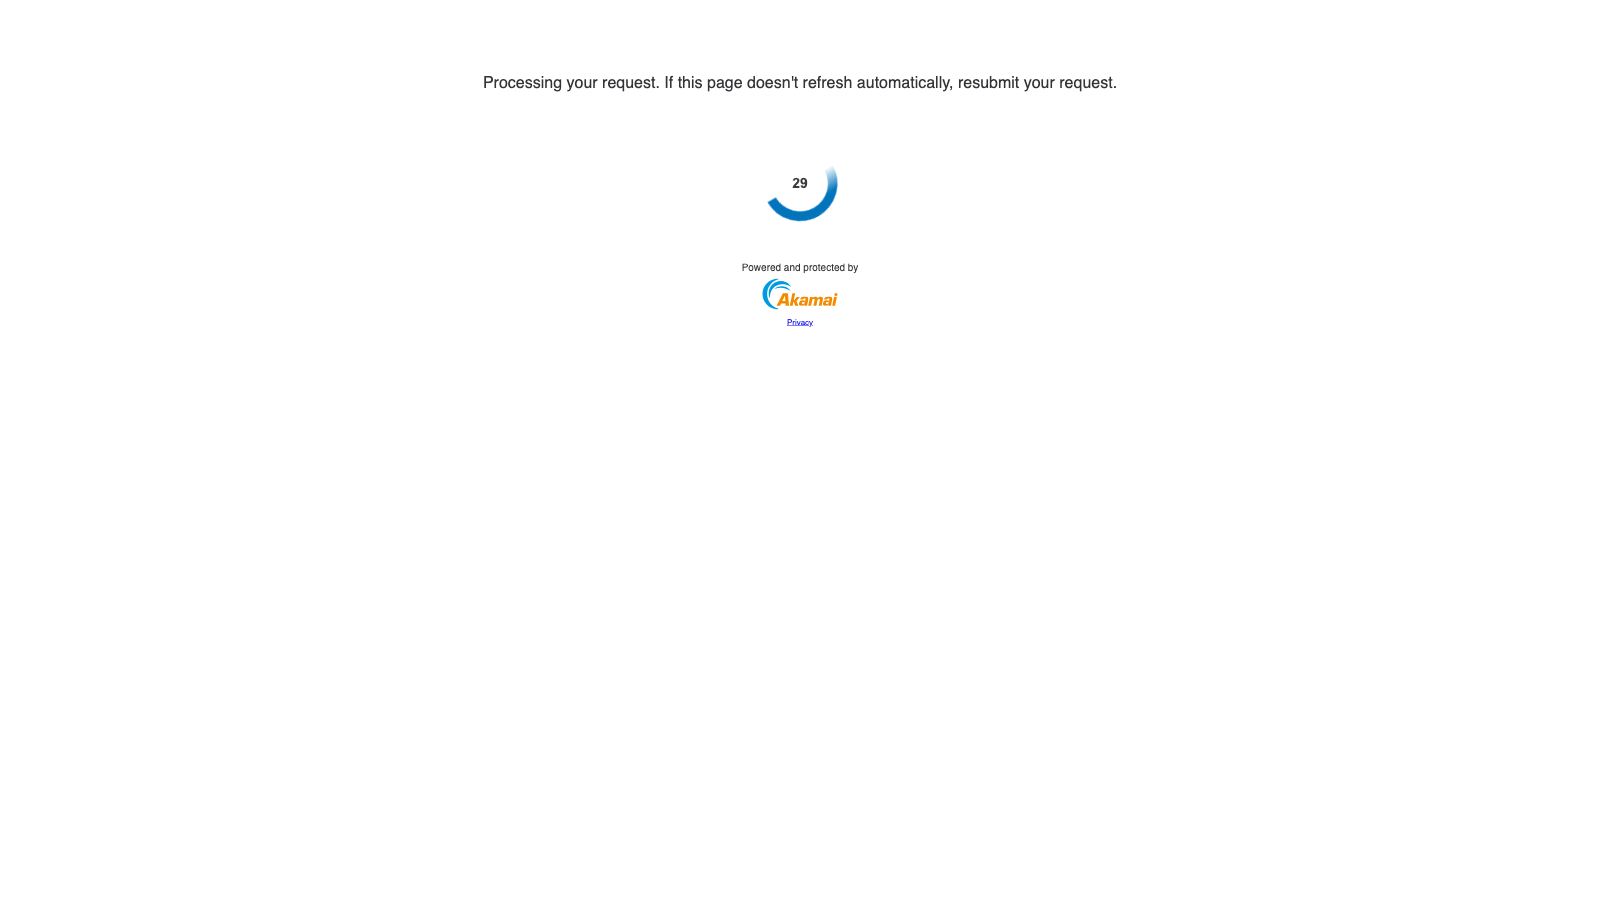 Processing your request. If this page doesn't refresh automatically, resubmit your request.
29
Powered and protected by
Akamai
Privacy